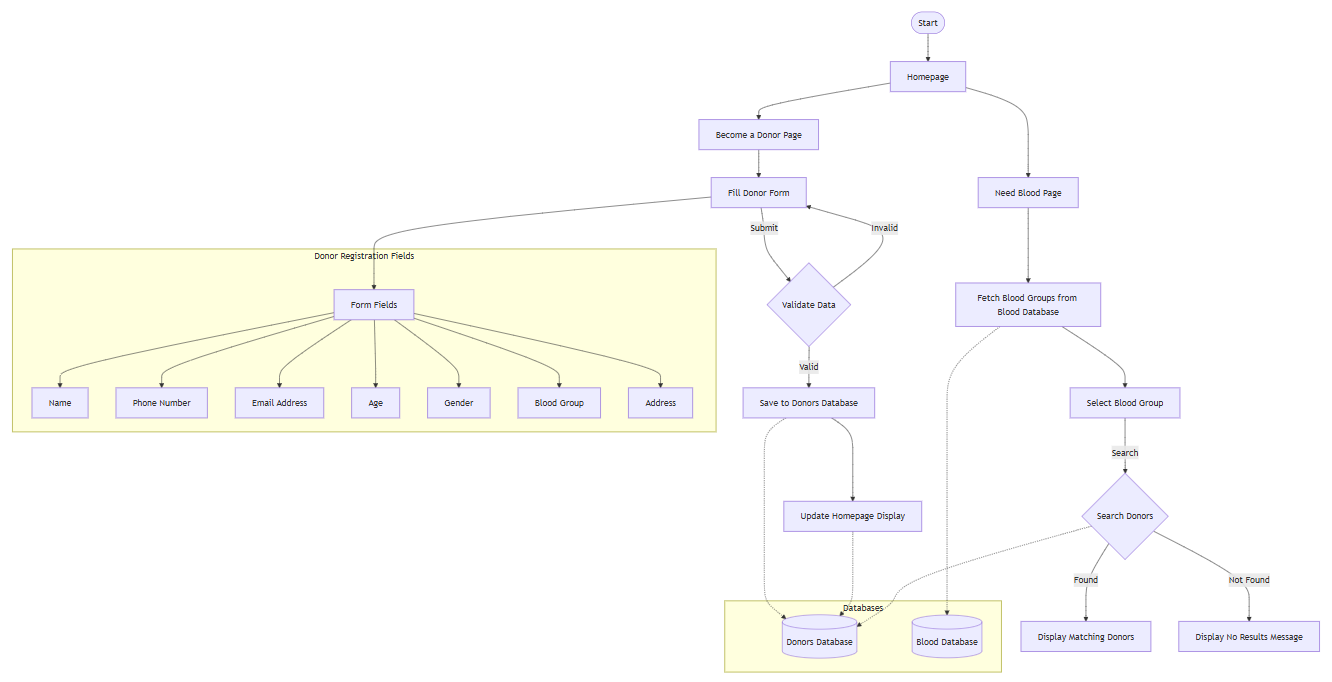 Start
Homepage
Become a Donor Page
Fill Donor Form
Need Blood Page
Submit
Invalid
Donor Registration Fields
Form Fields
Validate Data
Fetch Blood Groups from
Blood Database
Valid
Name
Phone Number
Email Address
Age
Gender
Blood Group
Address
Save to Donors Database
Select Blood Group
Search
Update Homepage Display
Search Donors
Found
Not Found
Databases
Donors Database
Blood Database
Display Matching Donors
Display No Results Message